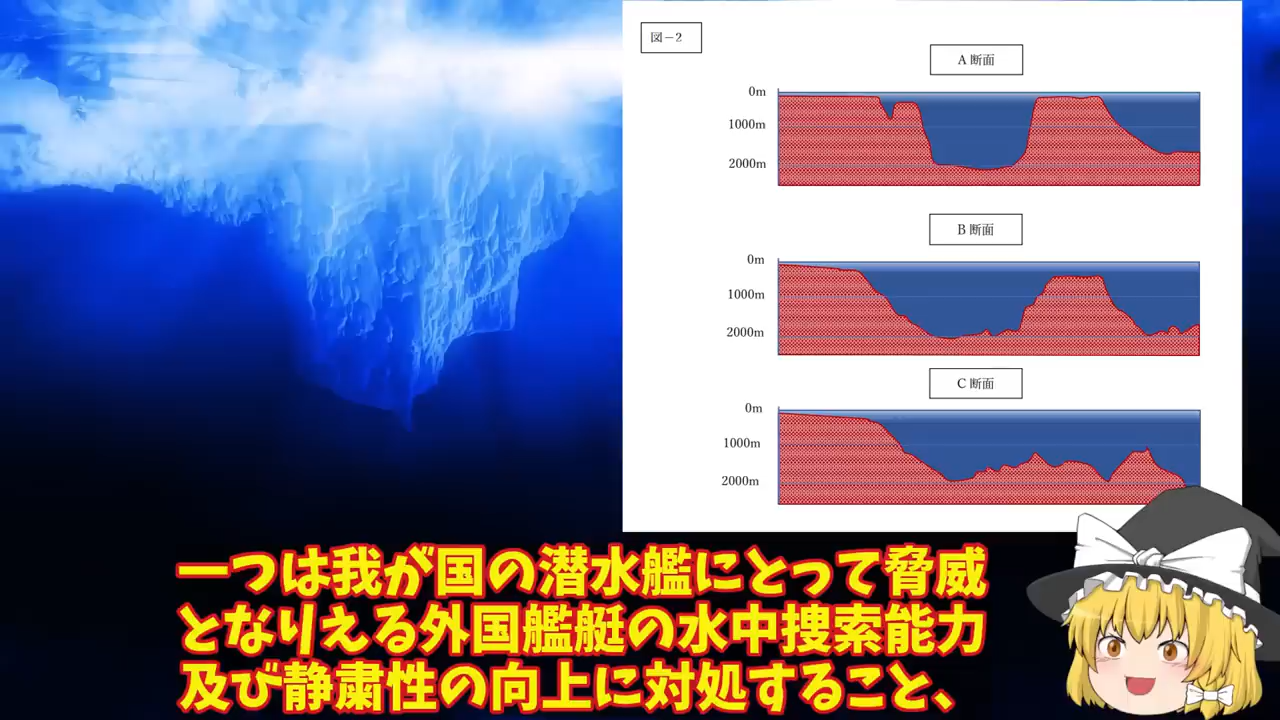 図－2
A 断面
0m
1000m
2000m
B 断面
0m
1000m
2000m
C 断面
0m
1000m
2000m
一つは我が国の潜水艦にとって脅威
となりえる外国艦艇の水中捜索能力
及び静粛性の向上に対処すること、